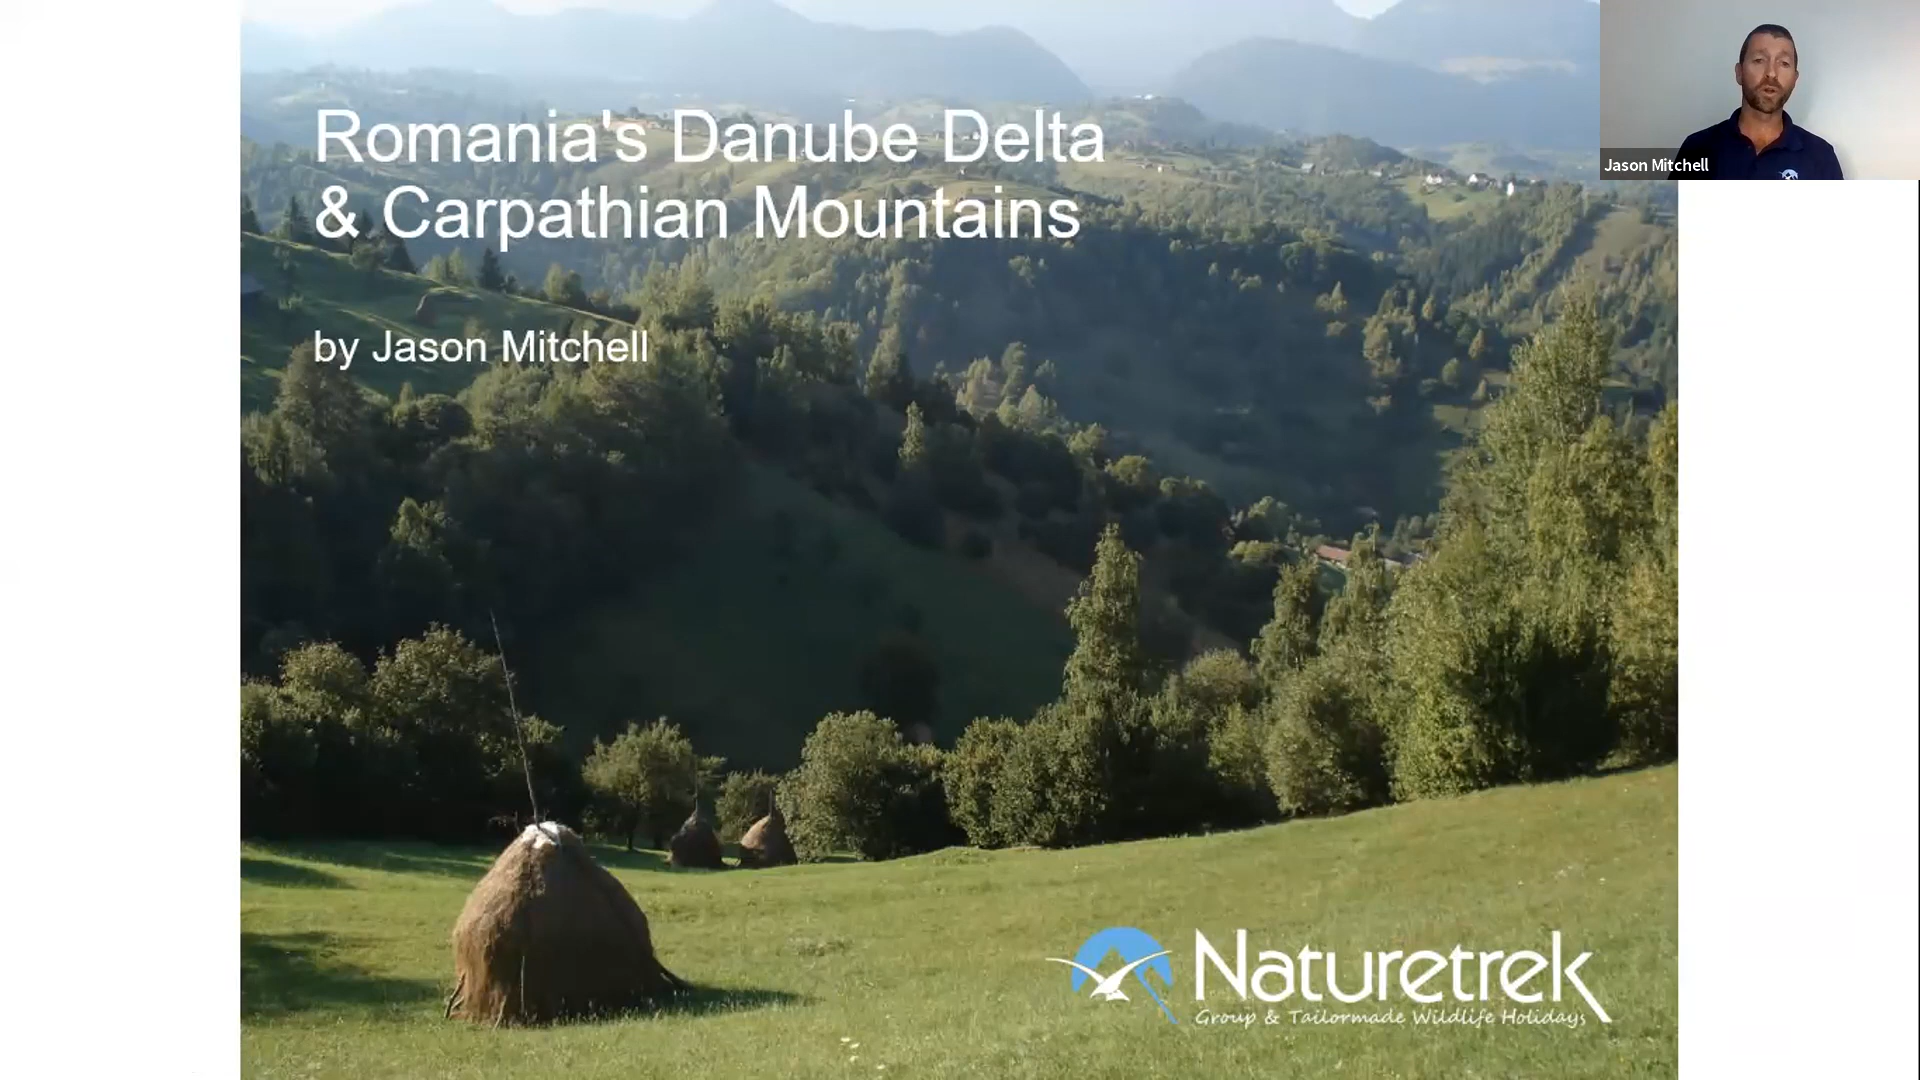 Romania's Danube Delta
& Carpathian Mountains
by Jason Mitchell
Jason Mitchell
Naturetrek
Group & Tailormade Wildlife Holidays